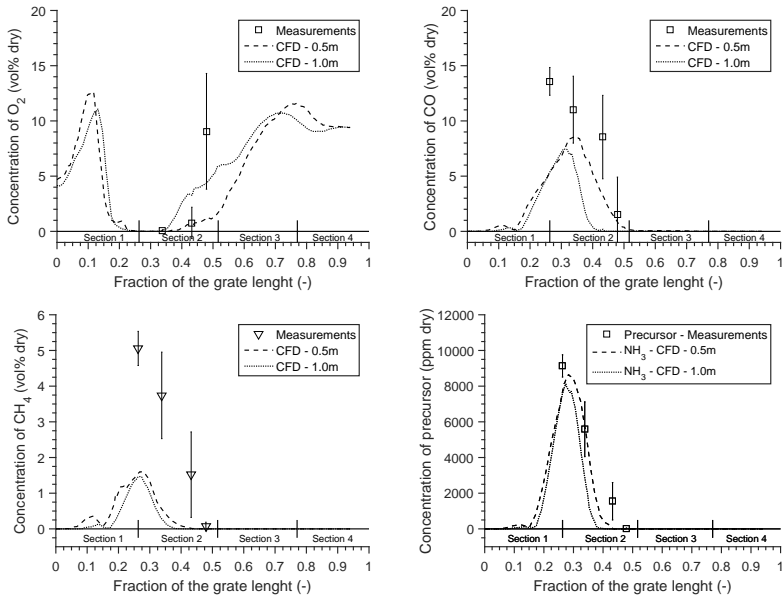 20
15
10
5
0
Concentration of O2 (vol% dry)
Measurements
CFD - 0.5m
CFD - 1.0m
Section 1 Section 2 Section 3 Section 4
0 0.1 0.2 0.3 0.4 0.5 0.6 0.7 0.8 0.9 1
Fraction of the grate lenght (-)
20
15
10
5
0
Concentration of CO (vol% dry)
Measurements
CFD - 0.5m
CFD - 1.0m
Section 1 Section 2 Section 3 Section 4
0 0.1 0.2 0.3 0.4 0.5 0.6 0.7 0.8 0.9 1
Fraction of the grate lenght (-)
6
5
4
3
2
1
0
Concentration of CH4 (vol% dry)
Measurements
CFD - 0.5m
CFD - 1.0m
Section 1 Section 2 Section 3 Section 4
0 0.1 0.2 0.3 0.4 0.5 0.6 0.7 0.8 0.9 1
Fraction of the grate lenght (-)
12000
10000
8000
6000
4000
2000
0
Concentration of precursor (ppm dry)
Precursor - Measurements
NH3 - CFD - 0.5m
NH3 - CFD - 1.0m
Section 1 Section 2 Section 3 Section 4
0 0.1 0.2 0.3 0.4 0.5 0.6 0.7 0.8 0.9 1
Fraction of the grate lenght (-)